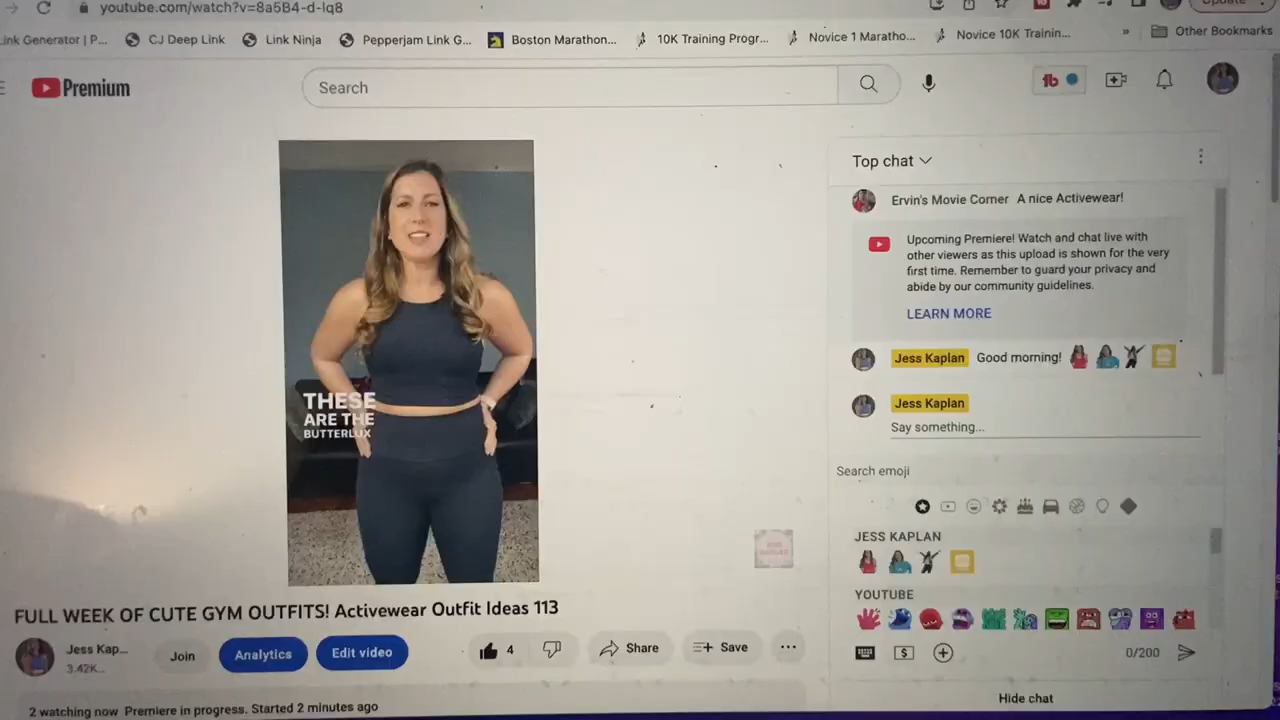 youtube.com/watch?v=8a5B4-d-lq8
Update
ink Generator | P...
CJ Deep Link
Link Ninja
Pepperjam Link G...
Boston Marathon...
10K Training Progr...
Novice 1 Maratho...
Novice 10K Trainin...
»
Other Bookmarks
Premium
Search
tb
Top chat
Ervin's Movie Corner A nice Activewear!
Upcoming Premiere! Watch and chat live with
other viewers as this upload is shown for the very
first time. Remember to guard your privacy and
abide by our community guidelines.
LEARN MORE
Jess Kaplan Good morning!
Jess Kaplan
Say something...
Search emoji
JESS KAPLAN
YOUTUBE
0/200
Hide chat
THESE
ARE THE
BUTTERLUX
FULL WEEK OF CUTE GYM OUTFITS! Activewear Outfit Ideas 113
Jess Kap...
3.42K...
Join
Analytics
Edit video
4
Share
Save
2 watching now Premiere in progress. Started 2 minutes ago